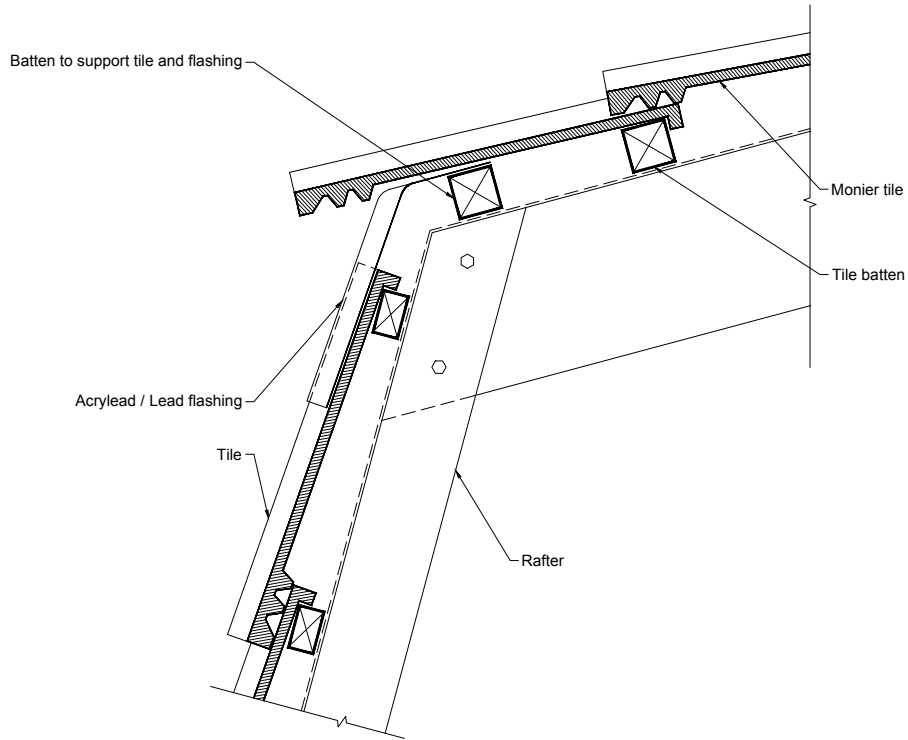 Batten to support tile and flashing
Monier tile
Tile batten
Acrylead / Lead flashing
Tile
Rafter